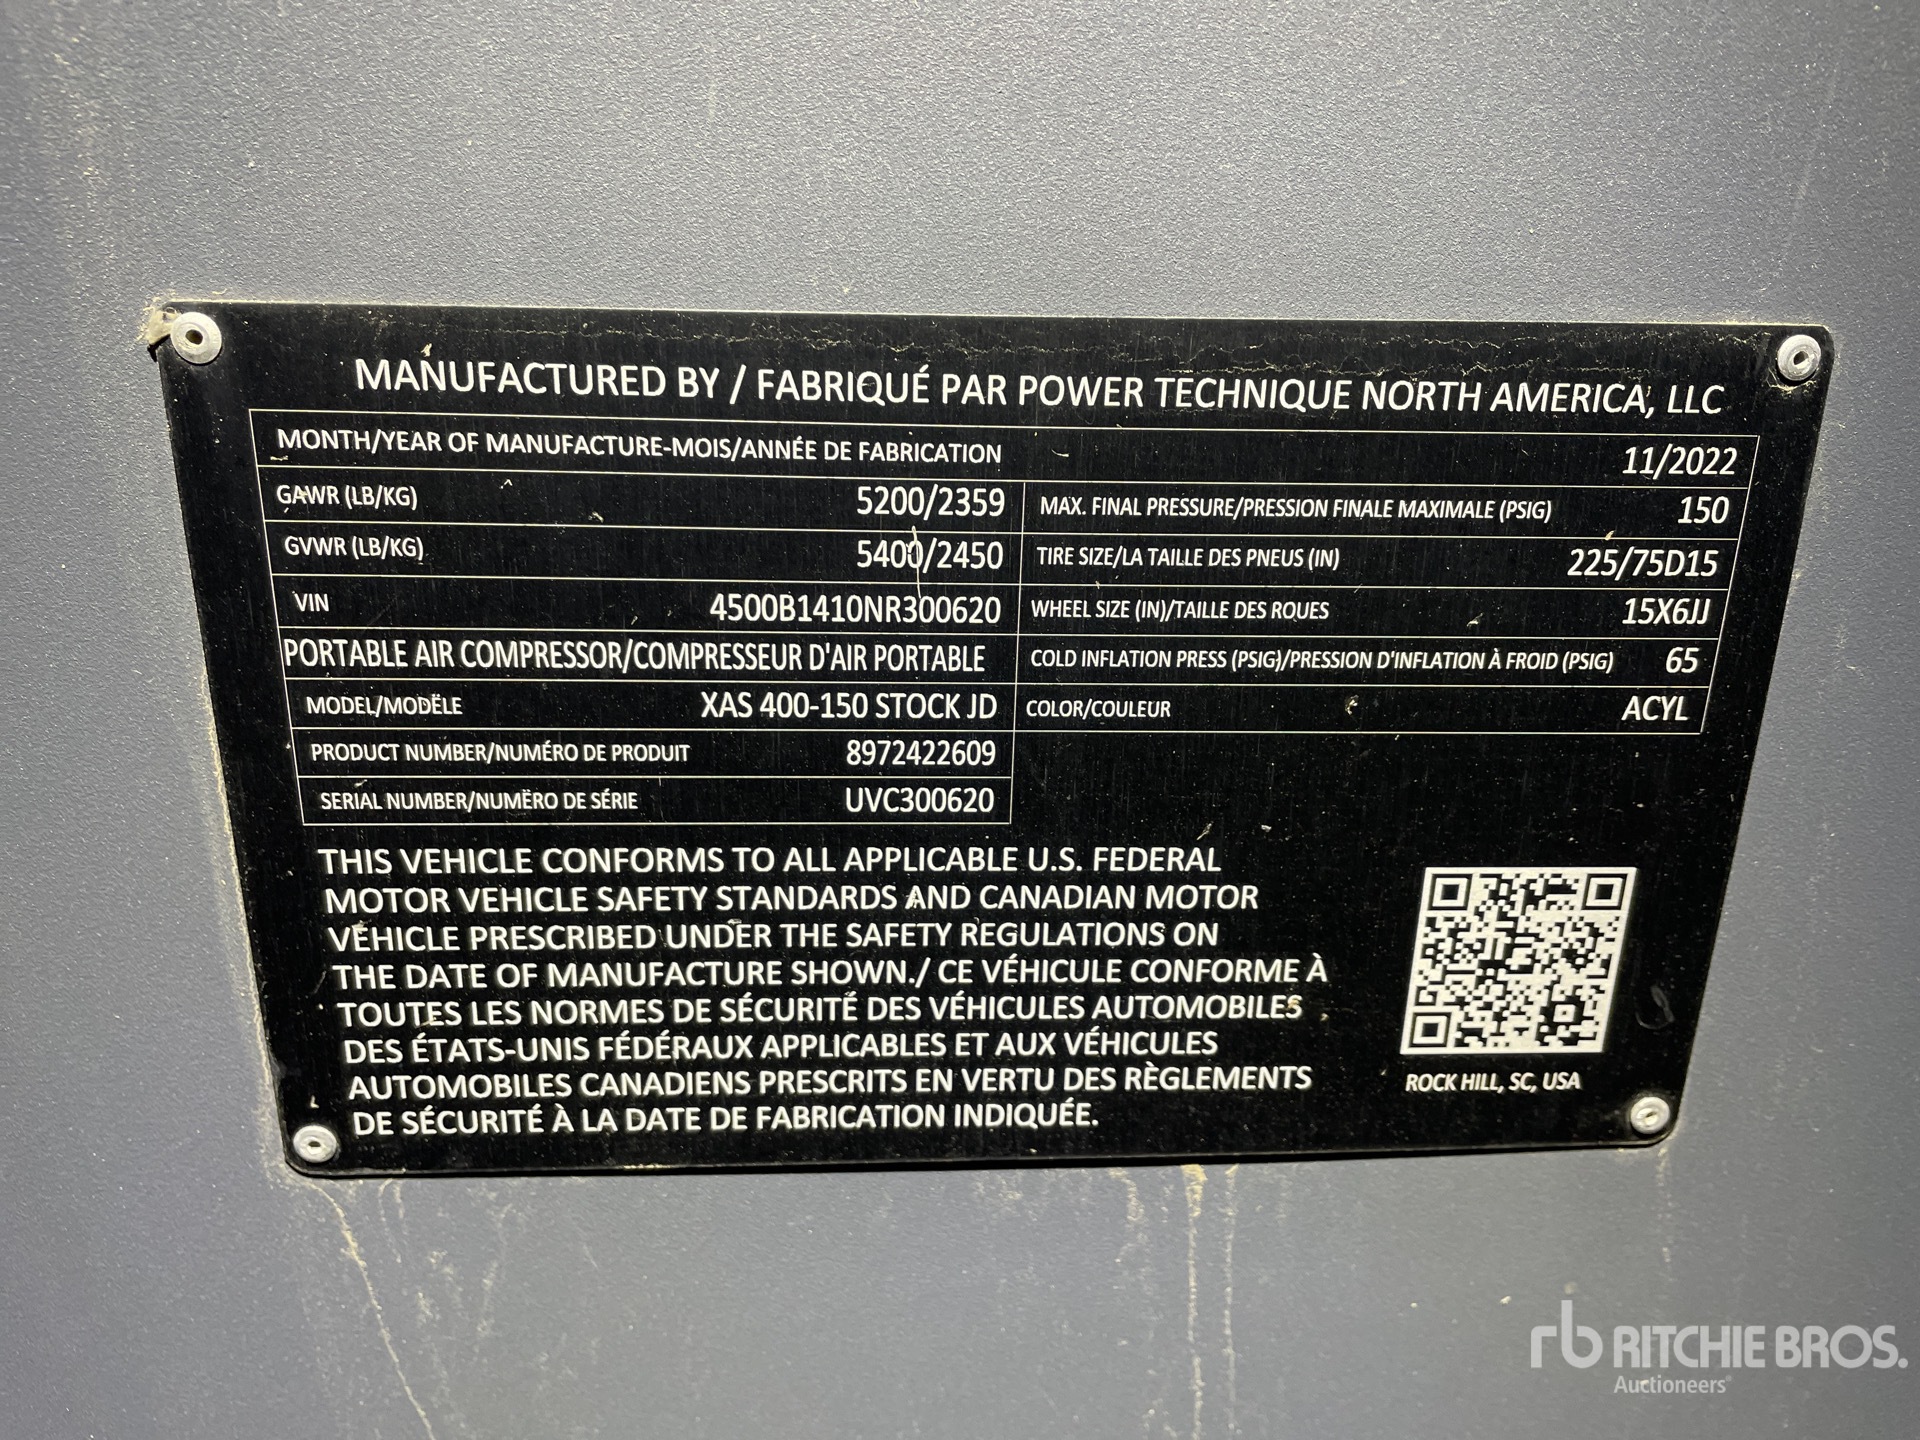 MANUFACTURED BY / FABRIQUÉ PAR POWER TECHNIQUE NORTH AMERICA, LLC
MONTH/YEAR OF MANUFACTURE-MOIS/ANNÉE DE FABRICATION 11/2022
GAWR (LB/KG) 5200/2359 MAX. FINAL PRESSURE/PRESSION FINALE MAXIMALE (PSIG) 150
GVWR (LB/KG) 5400/2450 TIRE SIZE/LA TAILLE DES PNEUS (IN) 225/75D15
VIN 4500B1410NR300620 WHEEL SIZE (IN)/TAILLE DES ROUES 15X6JJ
PORTABLE AIR COMPRESSOR/COMPRESSEUR D'AIR PORTABLE COLD INFLATION PRESS (PSIG)/PRESSION D'INFLATION À FROID (PSIG) 65
MODEL/MODËLE XAS 400-150 STOCK JD COLOR/COULEUR ACYL
PRODUCT NUMBER/NUMÉRO DE PRODUIT 8972422609
SERIAL NUMBER/NUMËRO DE SÉRIE UVC300620
THIS VEHICLE CONFORMS TO ALL APPLICABLE U.S. FEDERAL
MOTOR VEHICLE SAFETY STANDARDS AND CANADIAN MOTOR
VEHICLE PRESCRIBED UNDER THE SAFETY REGULATIONS ON
THE DATE OF MANUFACTURE SHOWN./ CE VÉHICULE CONFORME À
TOUTES LES NORMES DE SÉCURITÉ DES VÉHICULES AUTOMOBILES
DES ÉTATS-UNIS FÉDÉRAUX APPLICABLES ET AUX VÉHICULES
AUTOMOBILES CANADIENS PRESCRITS EN VERTU DES RÈGLEMENTS
DE SÉCURITÉ À LA DATE DE FABRICATION INDIQUÉE.
ROCK HILL, SC, USA
rb RITCHIE BROS.
Auctioneers